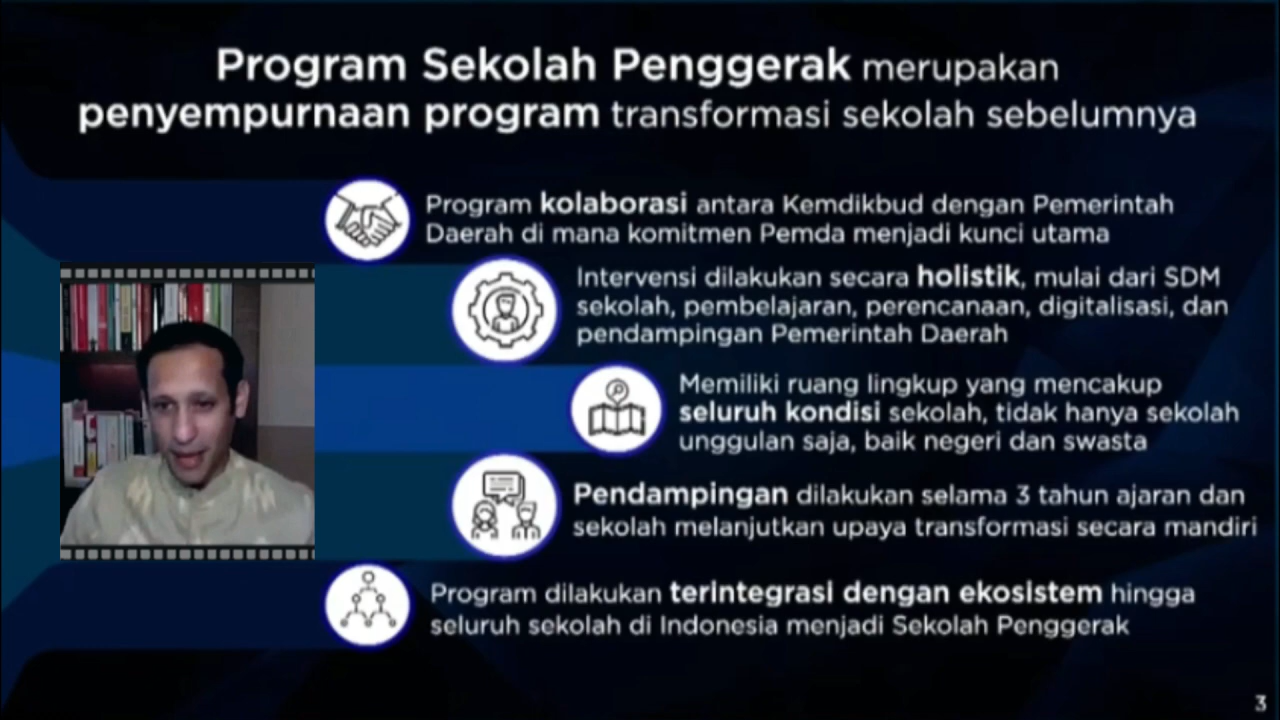 Program Sekolah Penggerak merupakan
penyempurnaan program transformasi sekolah sebelumnya
Program kolaborasi antara Kemdikbud dengan Pemerintah
Daerah di mana komitmen Pemda menjadi kunci utama
Intervensi dilakukan secara holistik, mulai dari SDM
sekolah, pembelajaran, perencanaan, digitalisasi, dan
pendampingan Pemerintah Daerah
Memiliki ruang lingkup yang mencakup
seluruh kondisi sekolah, tidak hanya sekolah
unggulan saja, baik negeri dan swasta
Pendampingan dilakukan selama 3 tahun ajaran dan
sekolah melanjutkan upaya transformasi secara mandiri
Program dilakukan terintegrasi dengan ekosistem hingga
seluruh sekolah di Indonesia menjadi Sekolah Penggerak
3